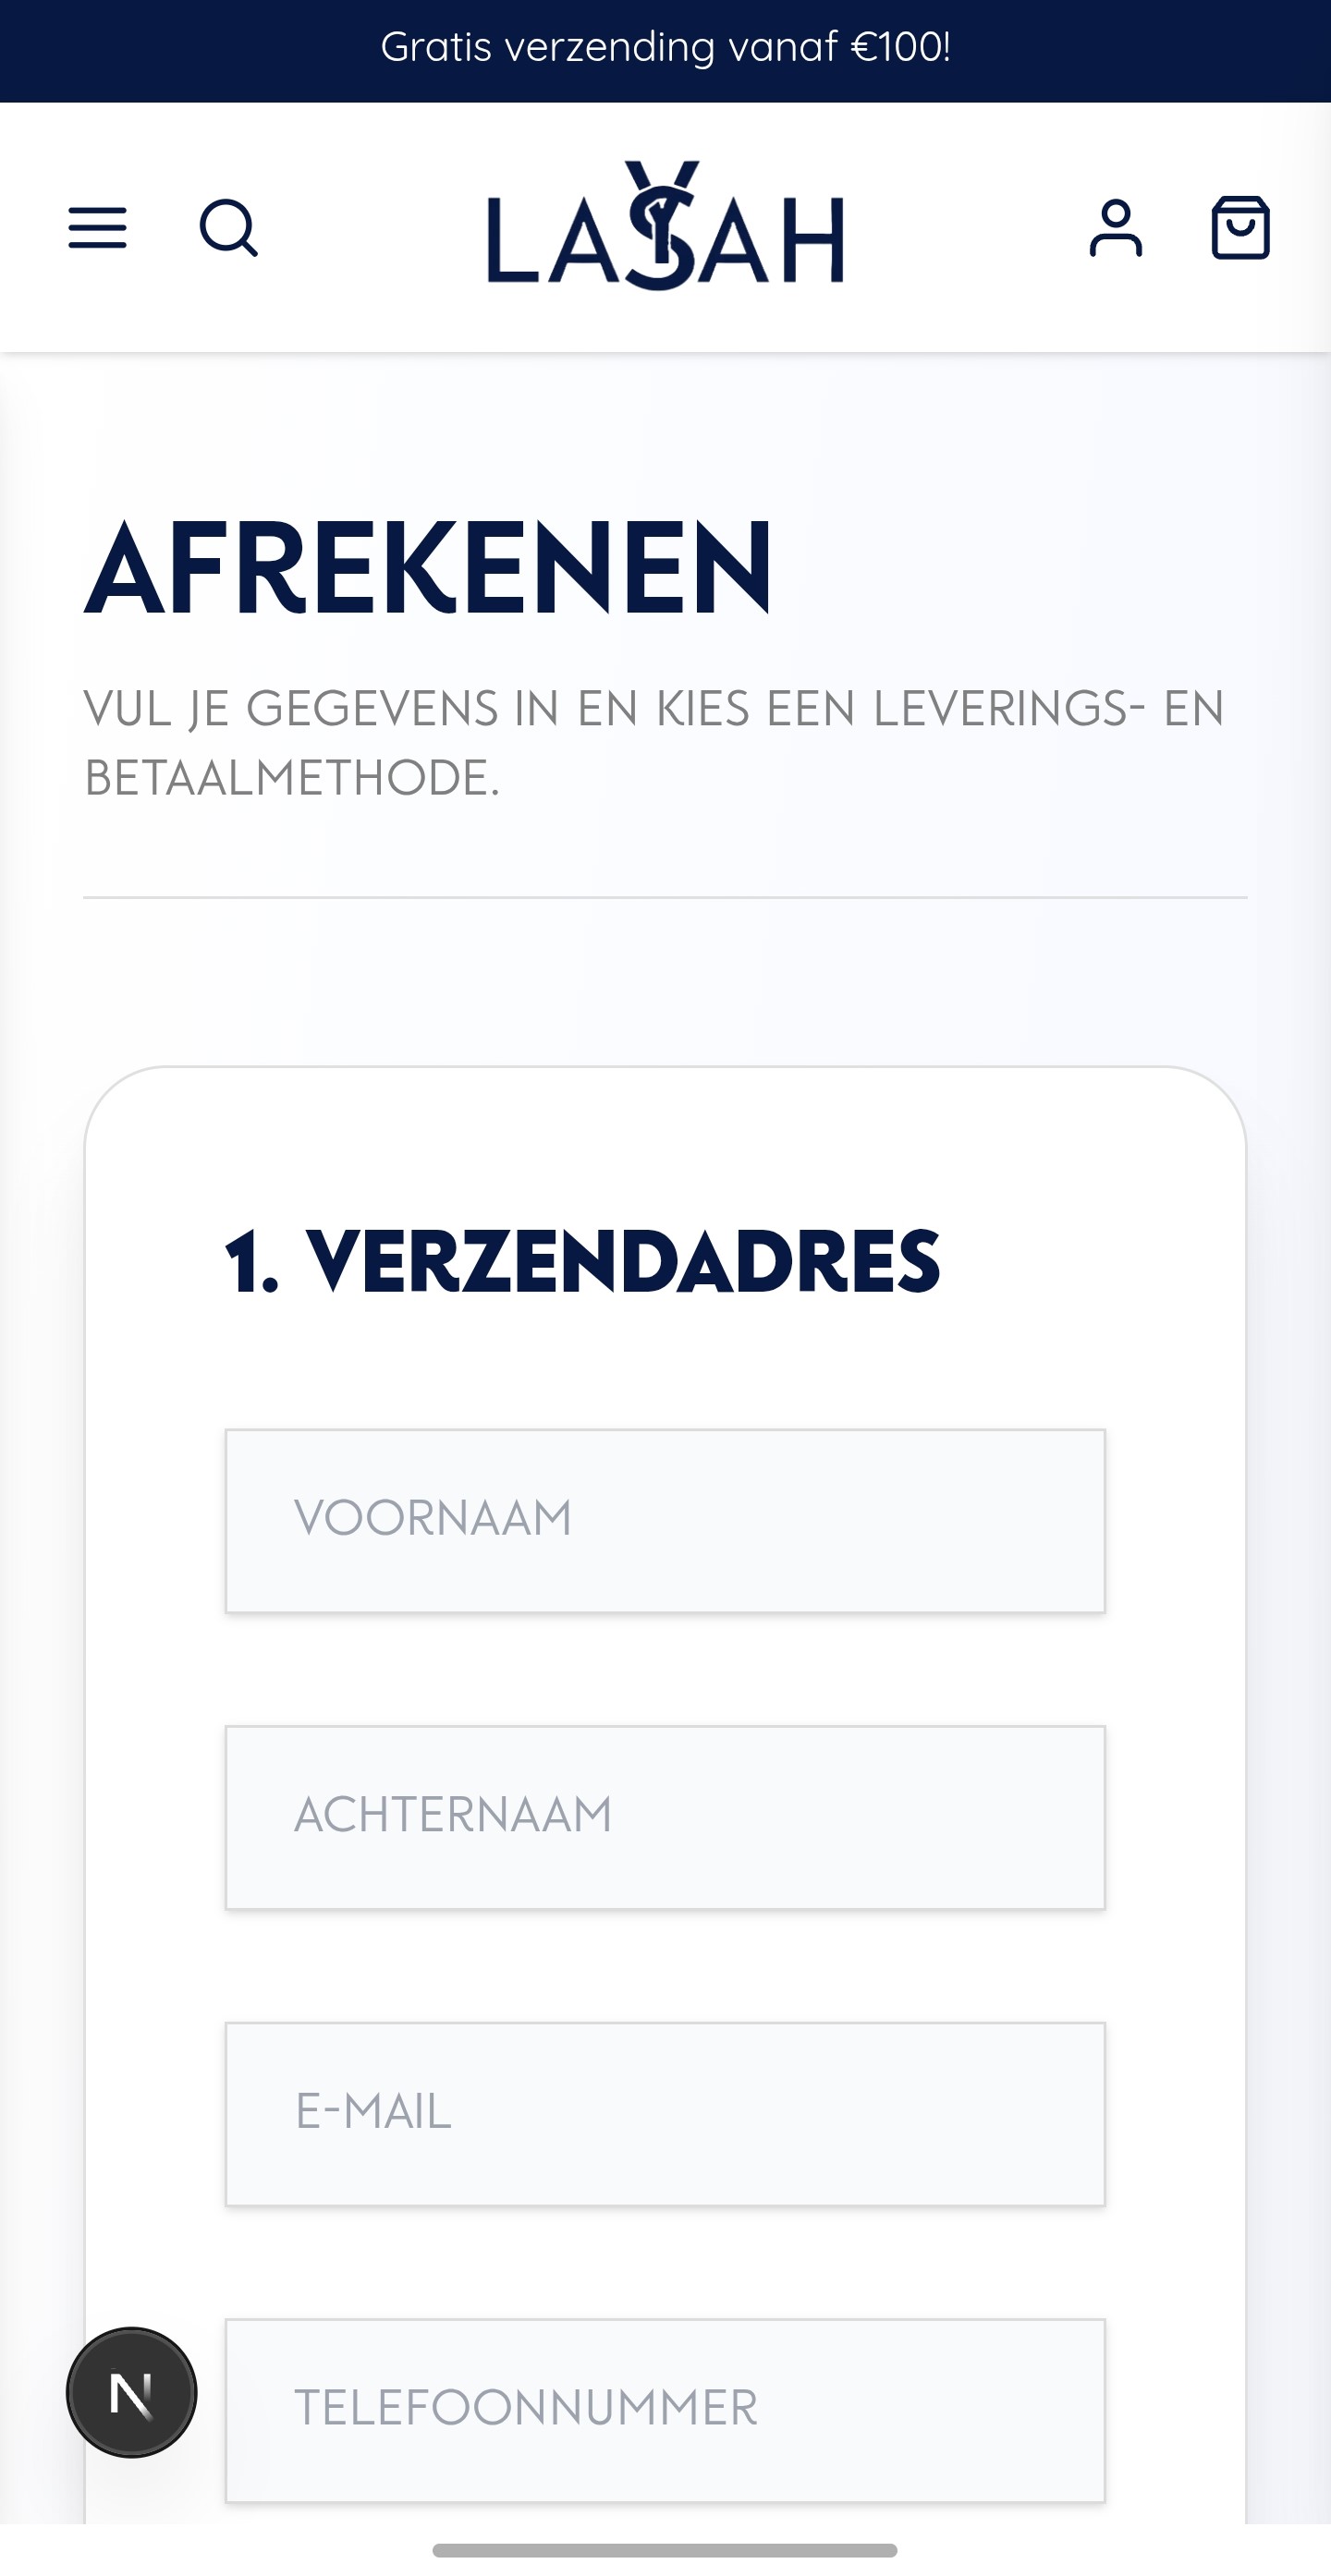 Gratis verzending vanaf €100!
LAYSAH
AFREKENEN
VUL JE GEGEVENS IN EN KIES EEN LEVERINGS- EN
BETAALMETHODE.
1. VERZENDADRES
VOORNAAM
ACHTERNAAM
E-MAIL
TELEFOONNUMMER
N